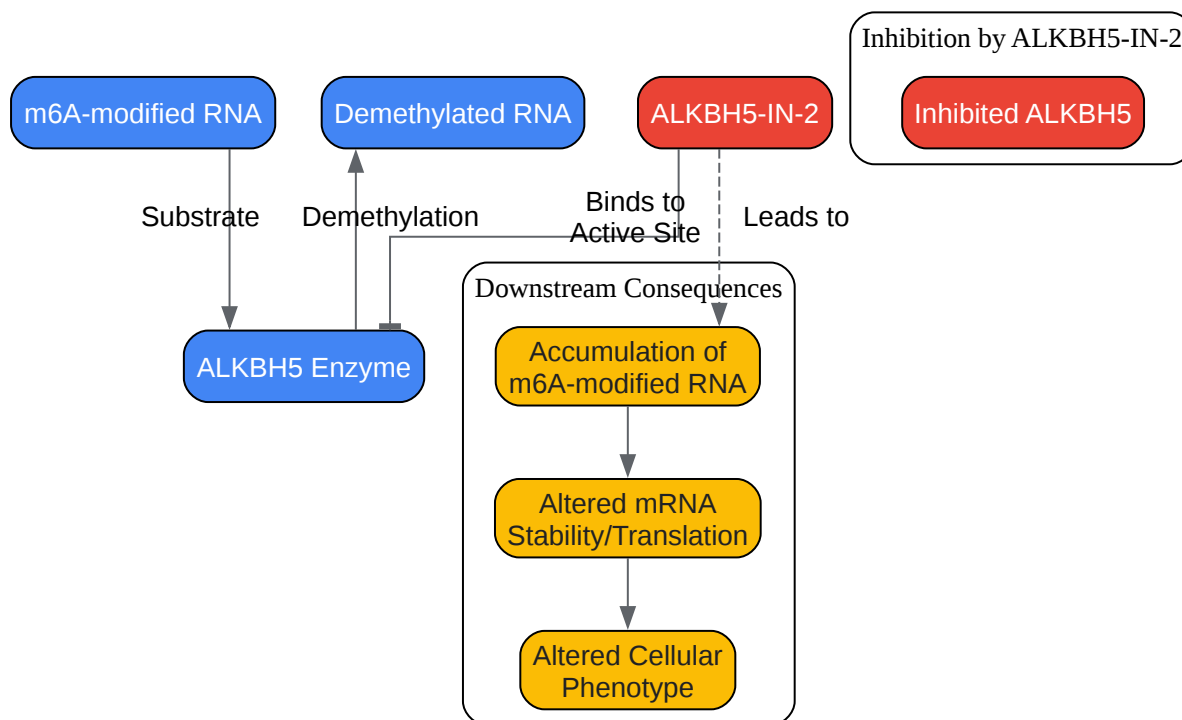 Inhibition by ALKBH5-IN-2
m6A-modified RNA
Demethylated RNA
ALKBH5-IN-2
Inhibited ALKBH5
Substrate
Demethylation
Binds to
Active Site
Leads to
Downstream Consequences
ALKBH5 Enzyme
Accumulation of
m6A-modified RNA
Altered mRNA
Stability/Translation
Altered Cellular
Phenotype